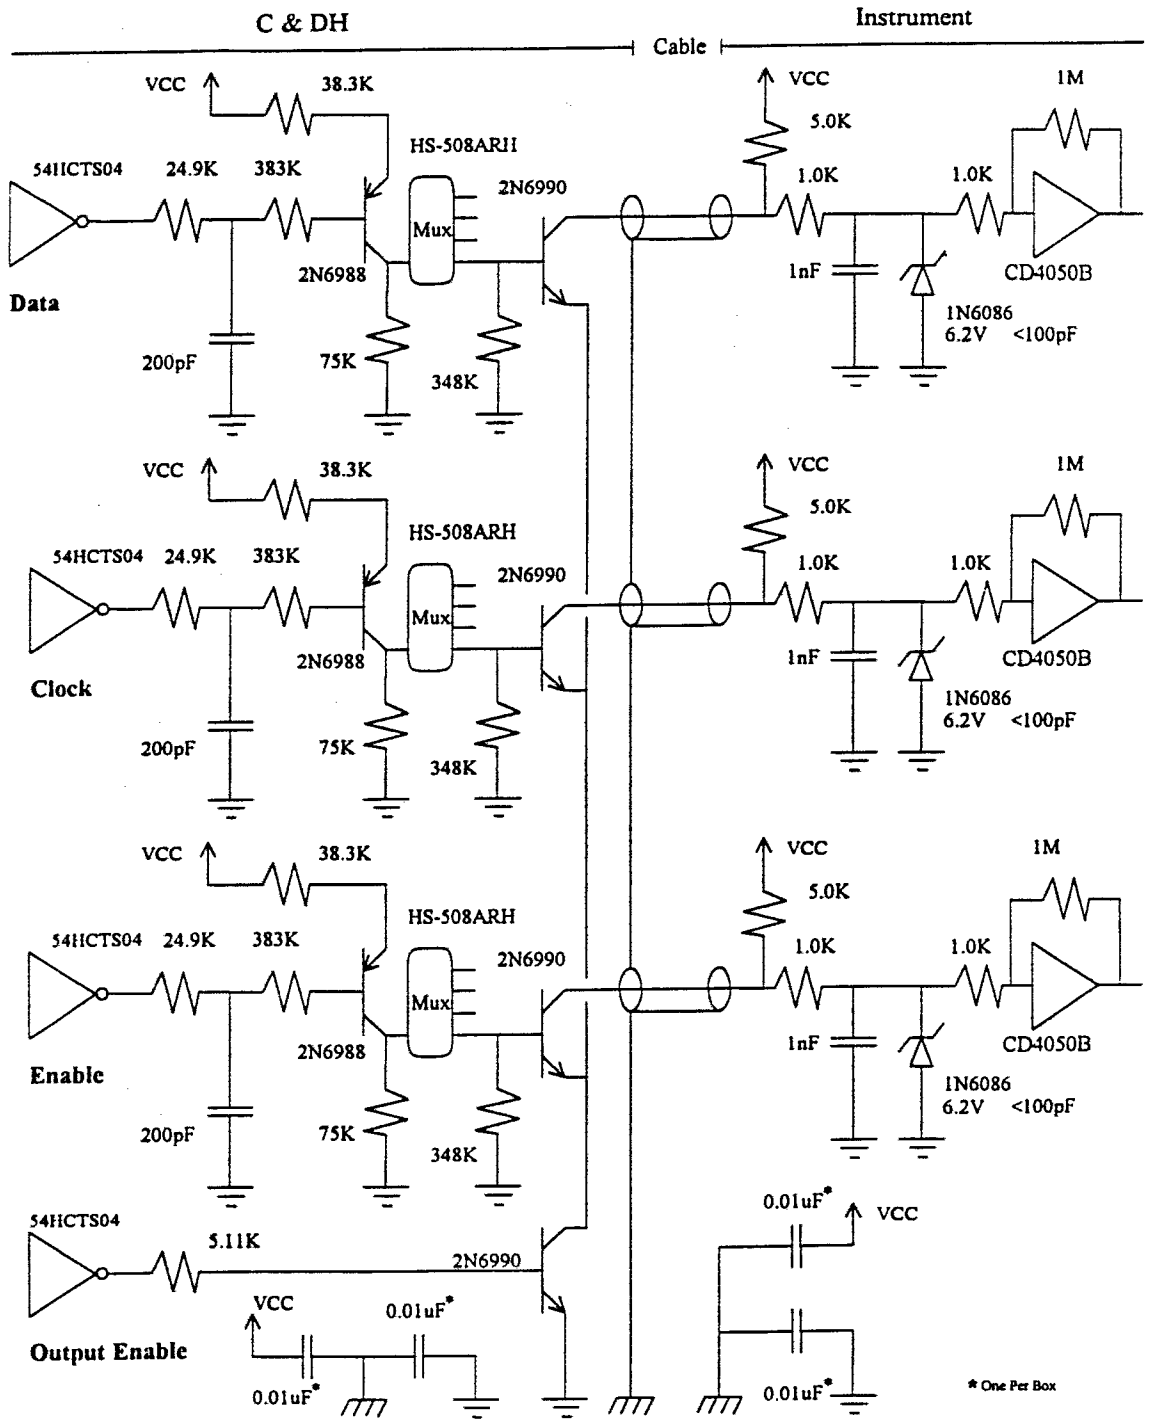 C & DH
Instrument
Cable
VCC
38.3K
VCC
1M
5.0K
HS-508ARH
54HCTS04
24.9K
383K
2N6990
1.0K
1.0K
Mux
2N6988
1nF
CD4050B
Data
1N6086
6.2V <100pF
200pF
75K
348K
VCC
38.3K
VCC
1M
5.0K
HS-508ARH
54HCTS04
24.9K
383K
2N6990
1.0K
1.0K
Mux
2N6988
1nF
CD4050B
Clock
1N6086
6.2V <100pF
200pF
75K
348K
VCC
38.3K
VCC
1M
5.0K
HS-508ARH
54HCTS04
24.9K
383K
2N6990
1.0K
1.0K
Mux
2N6988
1nF
CD4050B
Enable
1N6086
6.2V <100pF
200pF
75K
348K
54HCTS04
5.11K
2N6990
0.01uF*
VCC
VCC
0.01uF*
Output Enable
0.01uF*
0.01uF*
* One Per Box